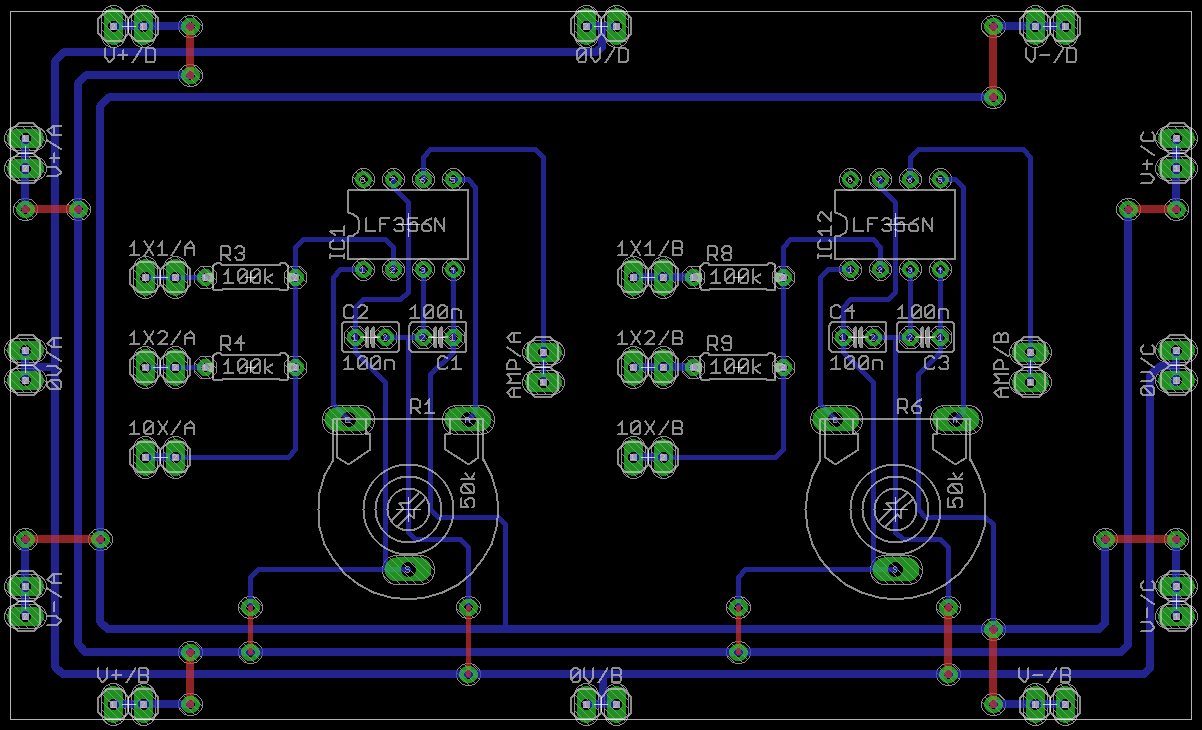 V+/D
0V/D
V-/D
V+/A
V+/C
IC1
LF356N
IC12
LF356N
1X1/A
R3
100k
1X1/B
R8
100k
C2
100n
C4
100n
1X2/A
R4
100k
1X2/B
R9
100k
100n
C1
100n
C3
0V/A
AMP/A
AMP/B
0V/C
R1
R6
10X/A
10X/B
50k
50k
V-/A
V-/C
V+/B
0V/B
V-/B